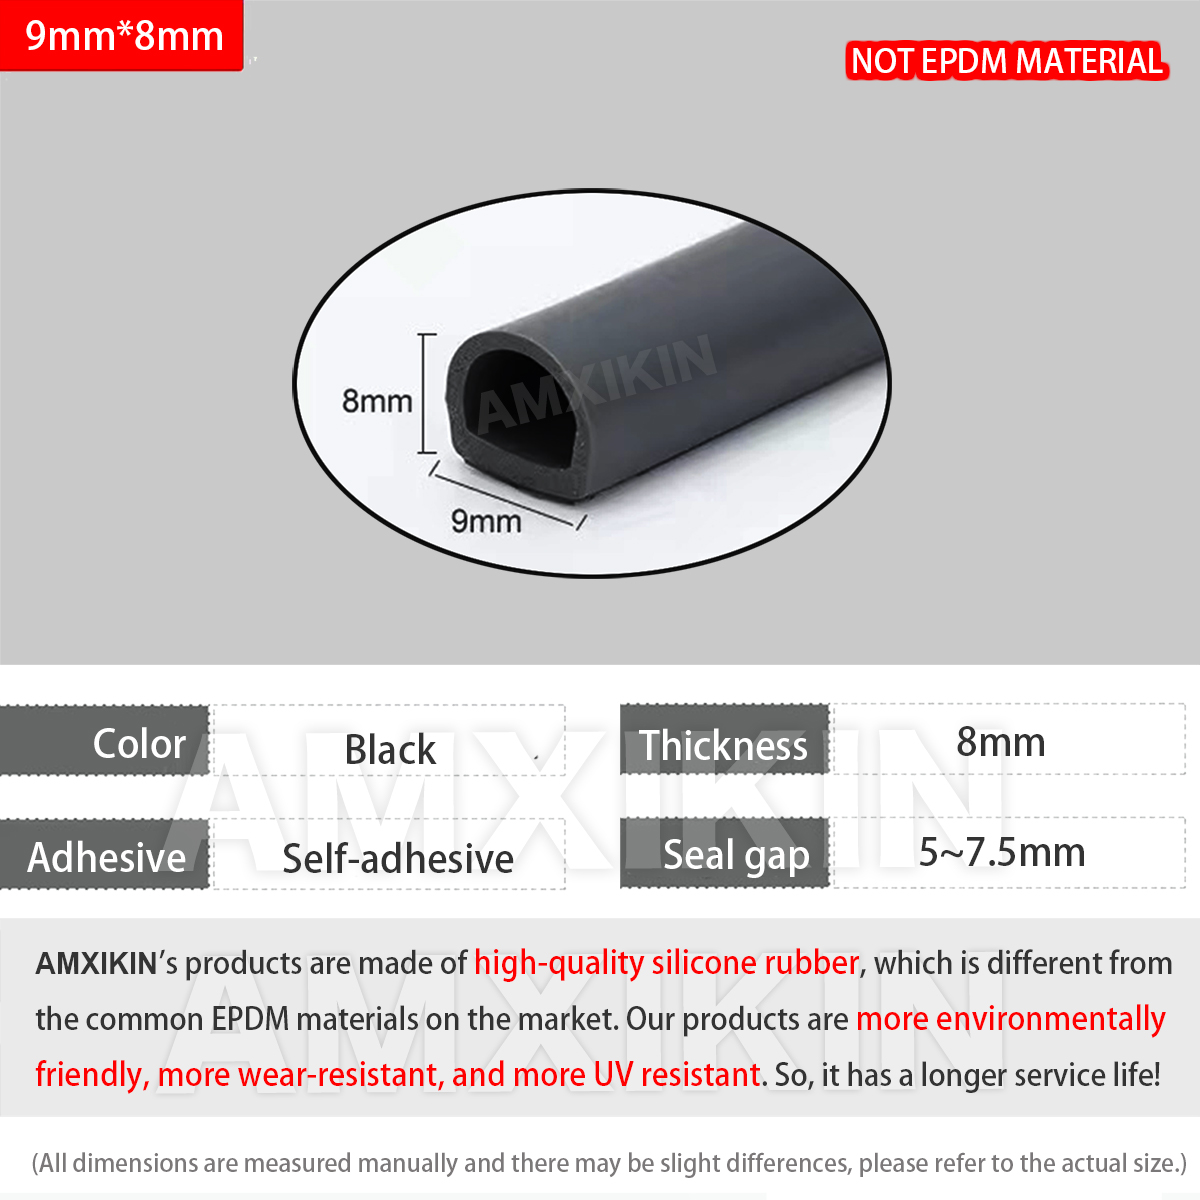 9mm*8mm
NOT EPDM MATERIAL
AMXIKIN
8mm
9mm
Color Black
Thickness 8mm
Adhesive Self-adhesive
Seal gap 5~7.5mm
AMXIKIN
AMXIKIN's products are made of high-quality silicone rubber, which is different from
the common EPDM materials on the market. Our products are more environmentally
friendly, more wear-resistant, and more UV resistant. So, it has a longer service life!
AMXIKIN
(All dimensions are measured manually and there may be slight differences, please refer to the actual size.)